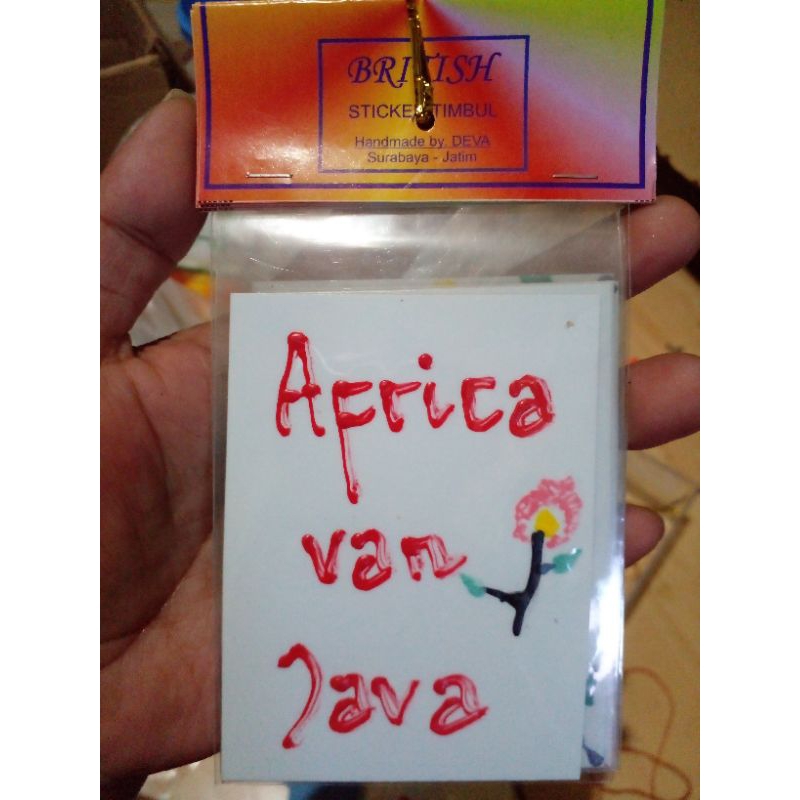 BRITISH
STICKER TIMBUL
Handmade by DEVA
Surabaya - Jatim
Africa
van
Java